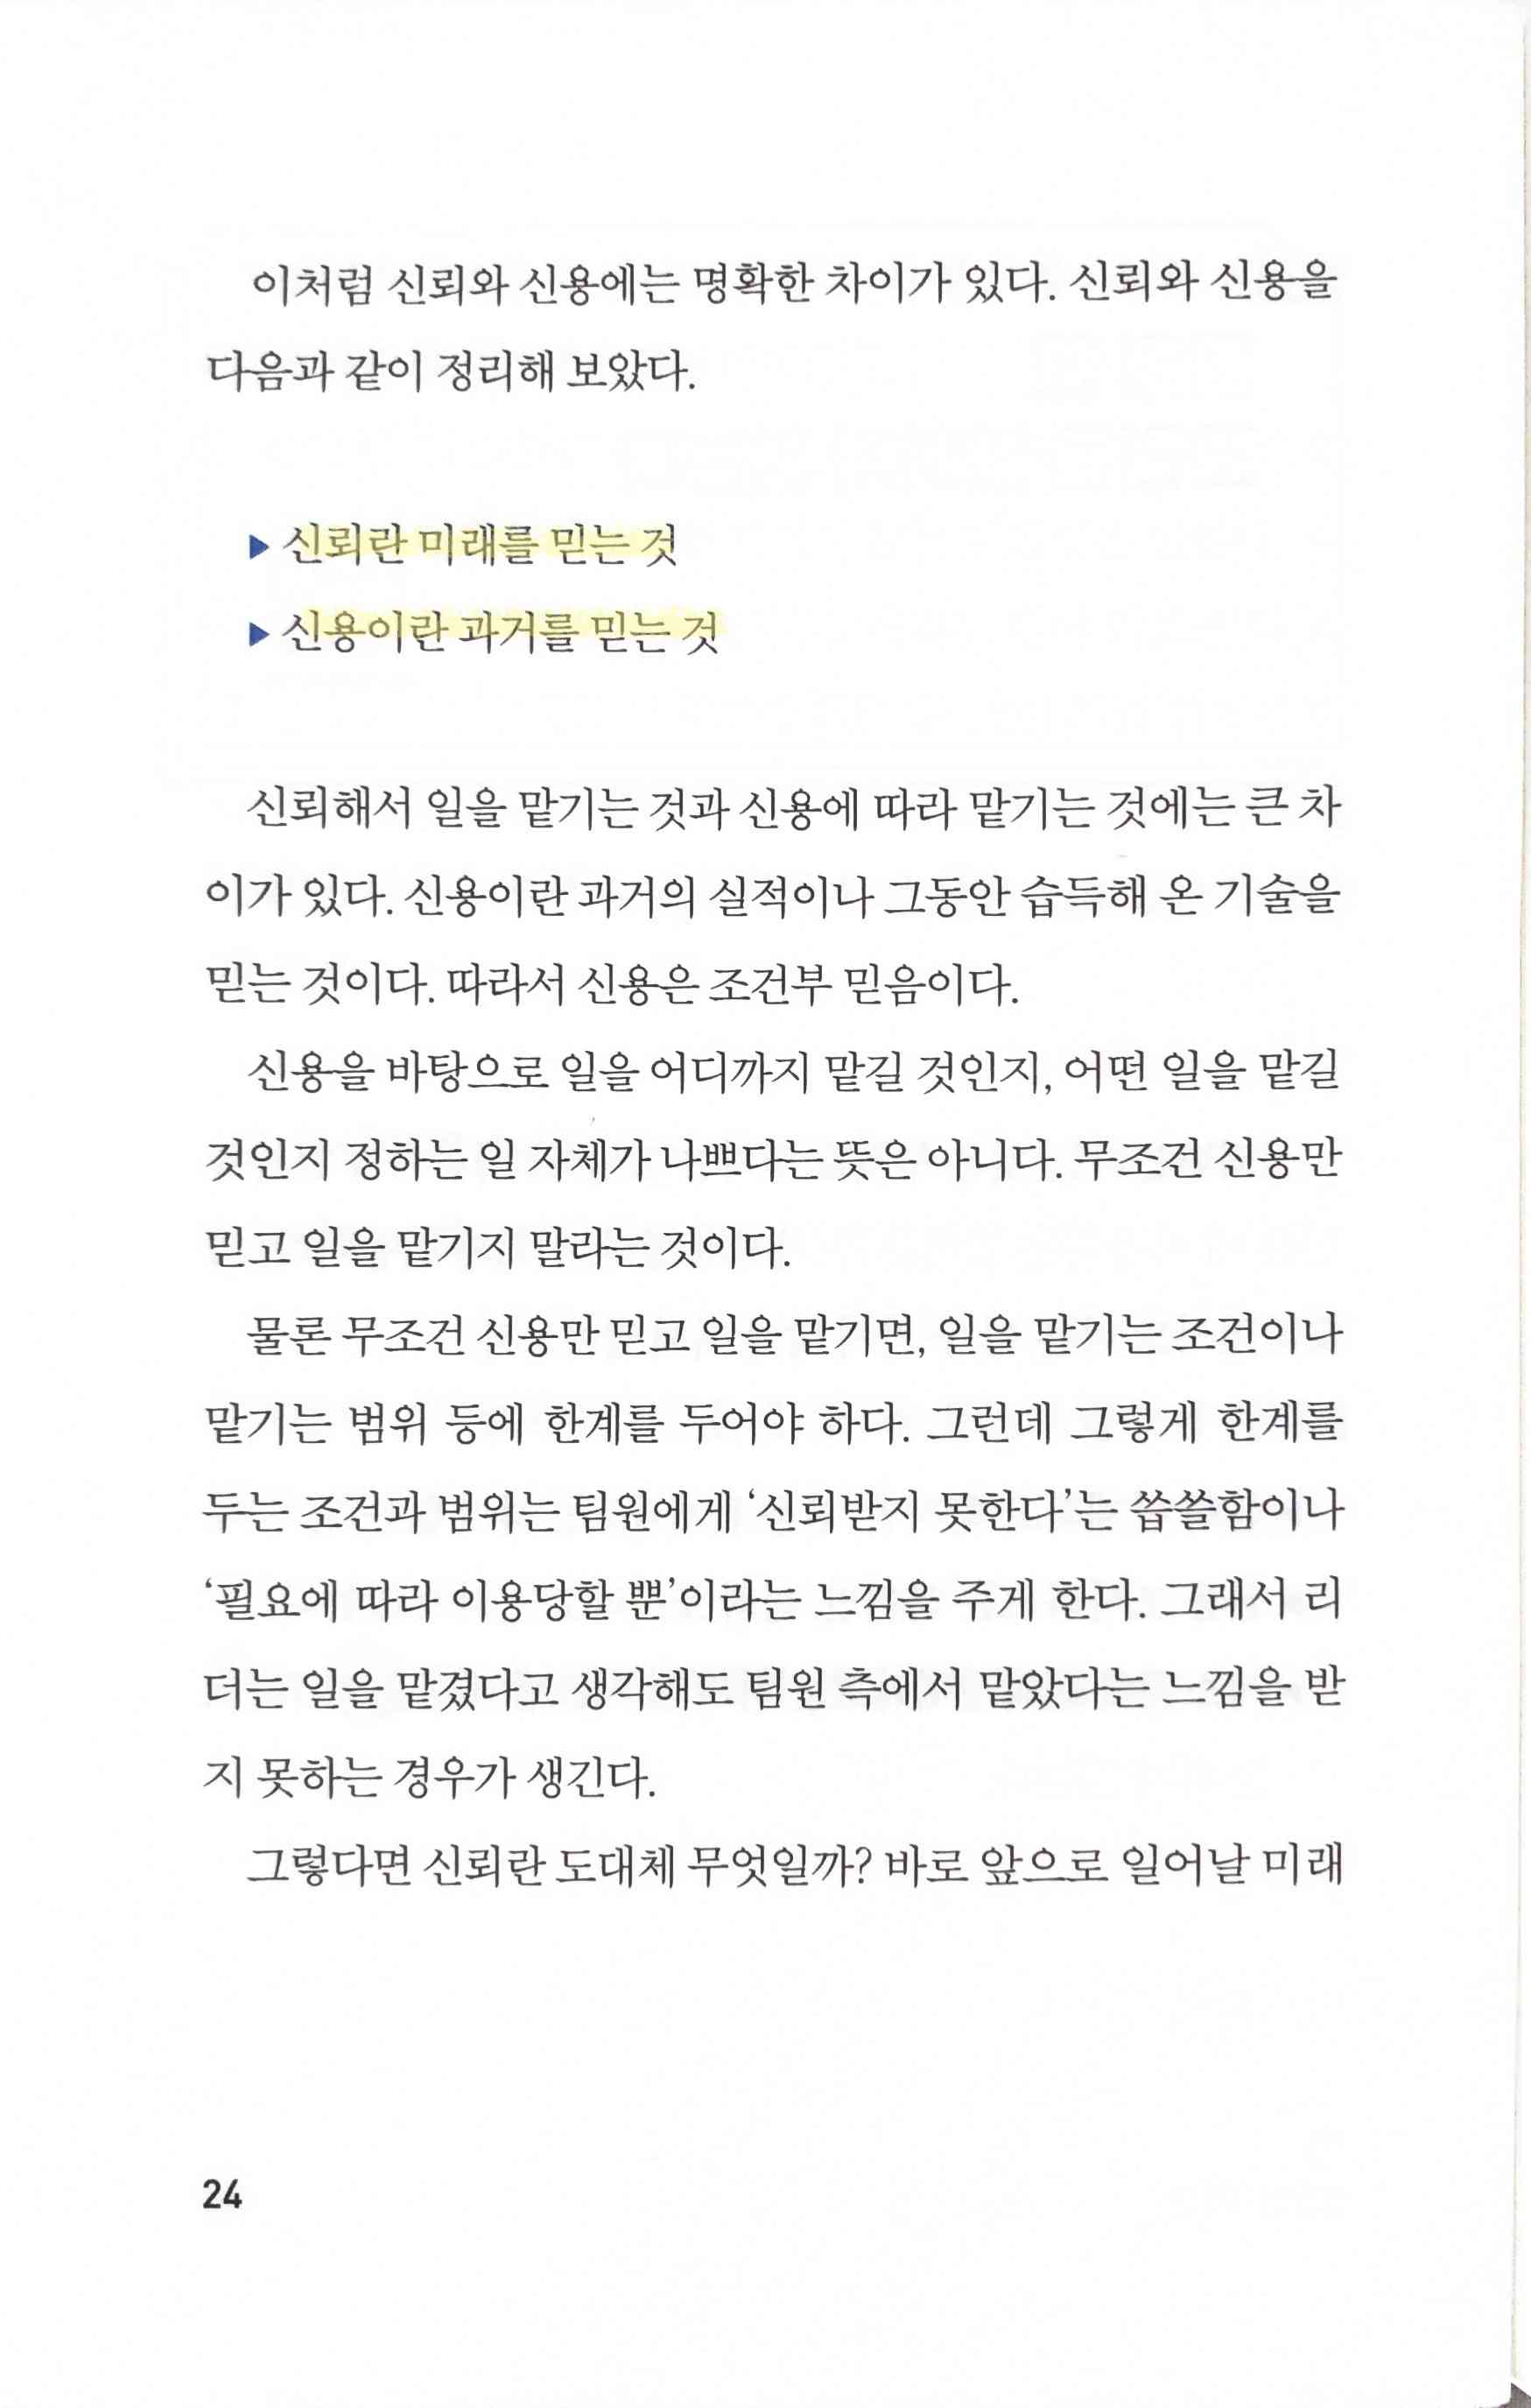 이처럼 신뢰와 신용에는 명확한 차이가 있다. 신뢰와 신용을
다음과 같이 정리해 보았다.
▶ 신뢰란 미래를 믿는 것
▶ 신용이란 과거를 믿는 것
신뢰해서 일을 맡기는 것과 신용에 따라 맡기는 것에는 큰 차
이가 있다. 신용이란 과거의 실적이나 그동안 습득해 온 기술을
믿는 것이다. 따라서 신용은 조건부 믿음이다.
신용을 바탕으로 일을 어디까지 맡길 것인지, 어떤 일을 맡길
것인지 정하는 일 자체가 나쁘다는 뜻은 아니다. 무조건 신용만
믿고 일을 맡기지 말라는 것이다.
물론 무조건 신용만 믿고 일을 맡기면, 일을 맡기는 조건이나
맡기는 범위 등에 한계를 두어야 하다. 그런데 그렇게 한계를
두는 조건과 범위는 팀원에게 ‘신뢰받지 못한다’는 씁쓸함이나
‘필요에 따라 이용당할 뿐’이라는 느낌을 주게 한다. 그래서 리
더는 일을 맡겼다고 생각해도 팀원 측에서 맡았다는 느낌을 받
지 못하는 경우가 생긴다.
그렇다면 신뢰란 도대체 무엇일까? 바로 앞으로 일어날 미래
24